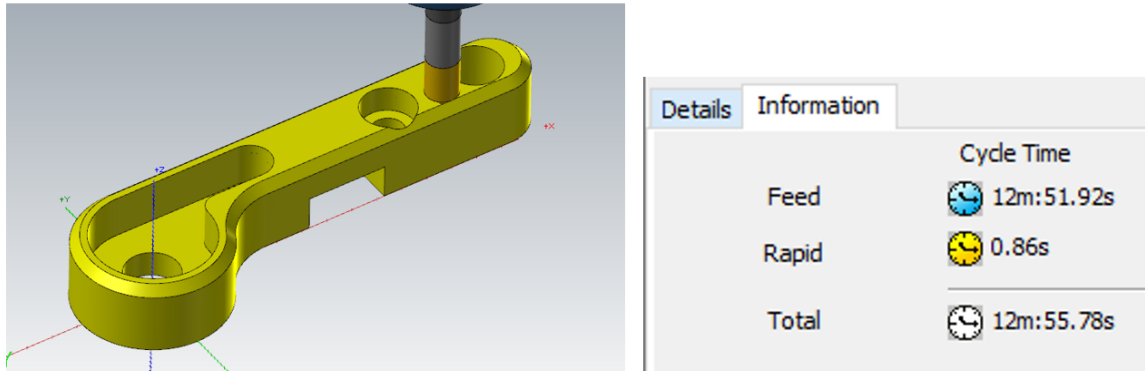 +X
+Z
+Y
Details Information
Cycle Time
Feed 12m:51.92s
Rapid 0.86s
Total 12m:55.78s